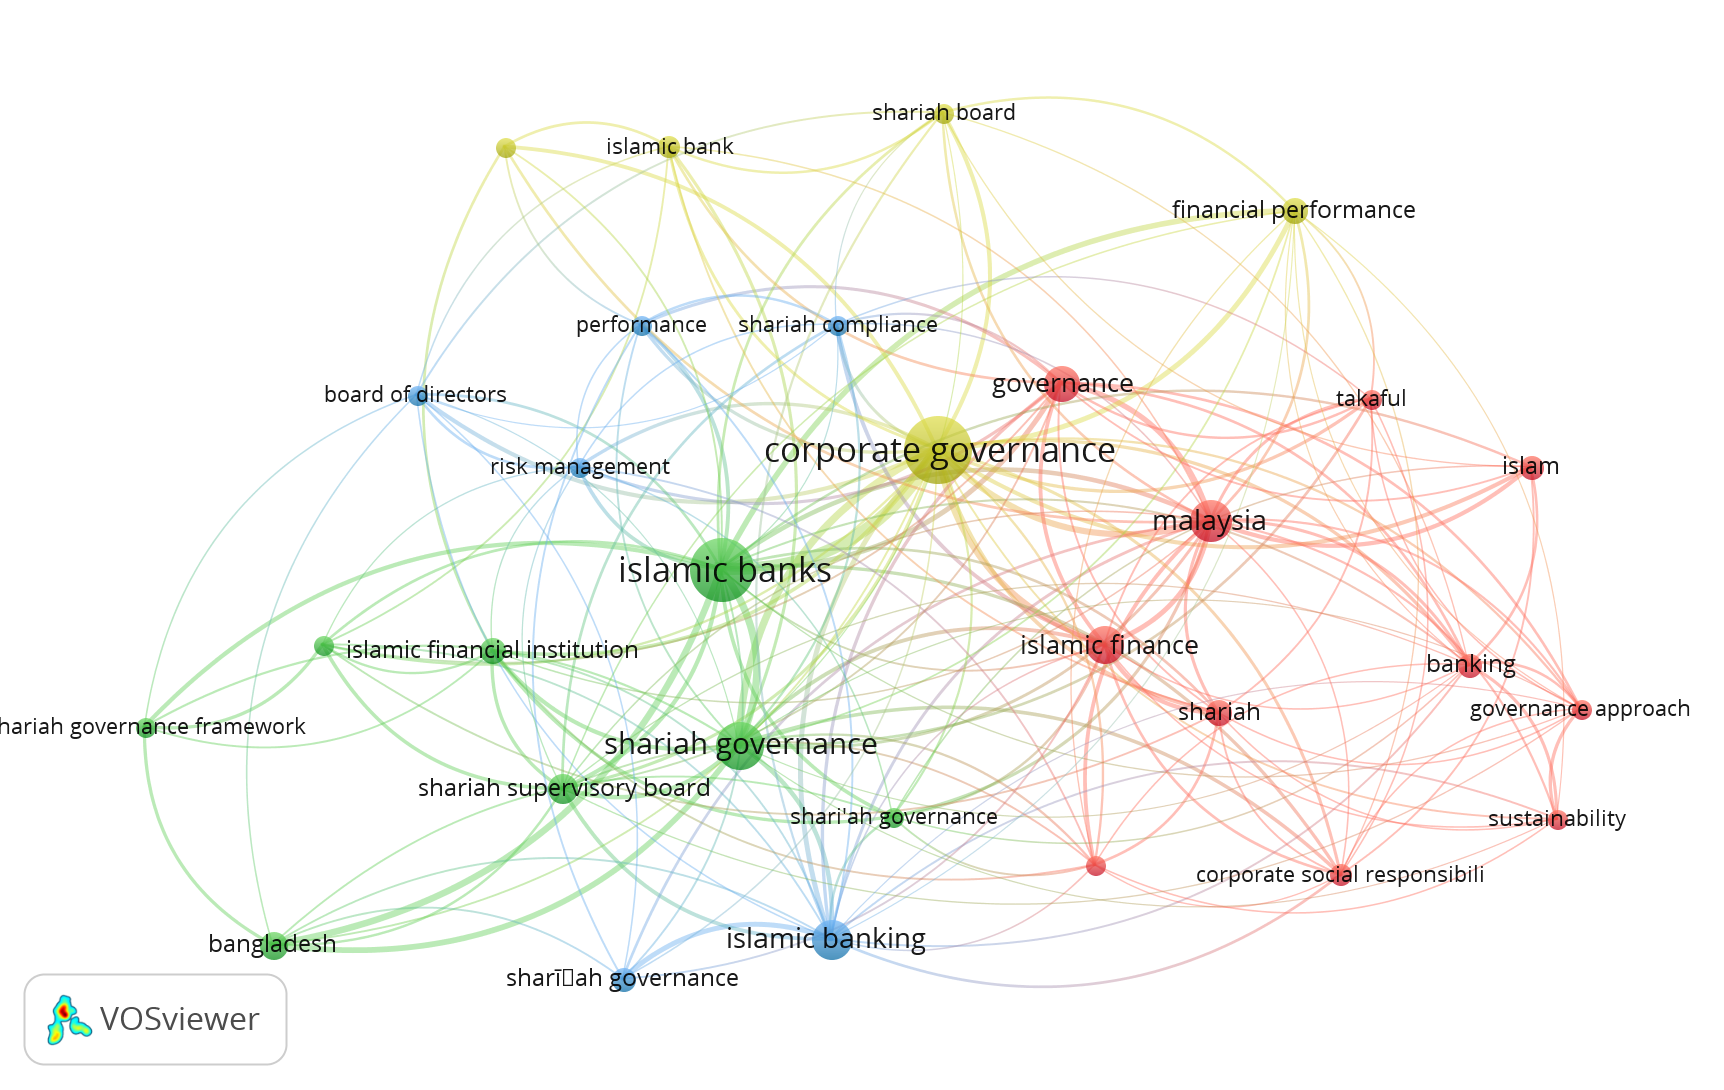 shariah board
islamic bank
financial performance
performance
shariah compliance
governance
board of directors
takaful
corporate governance
risk management
islam
malaysia
islamic banks
islamic financial institution
islamic finance
banking
shariah
governance approach
hariah governance framework
shariah governance
shariah supervisory board
shari'ah governance
sustainability
corporate social responsibili
islamic banking
bangladesh
sharī▯ah governance
VOSviewer